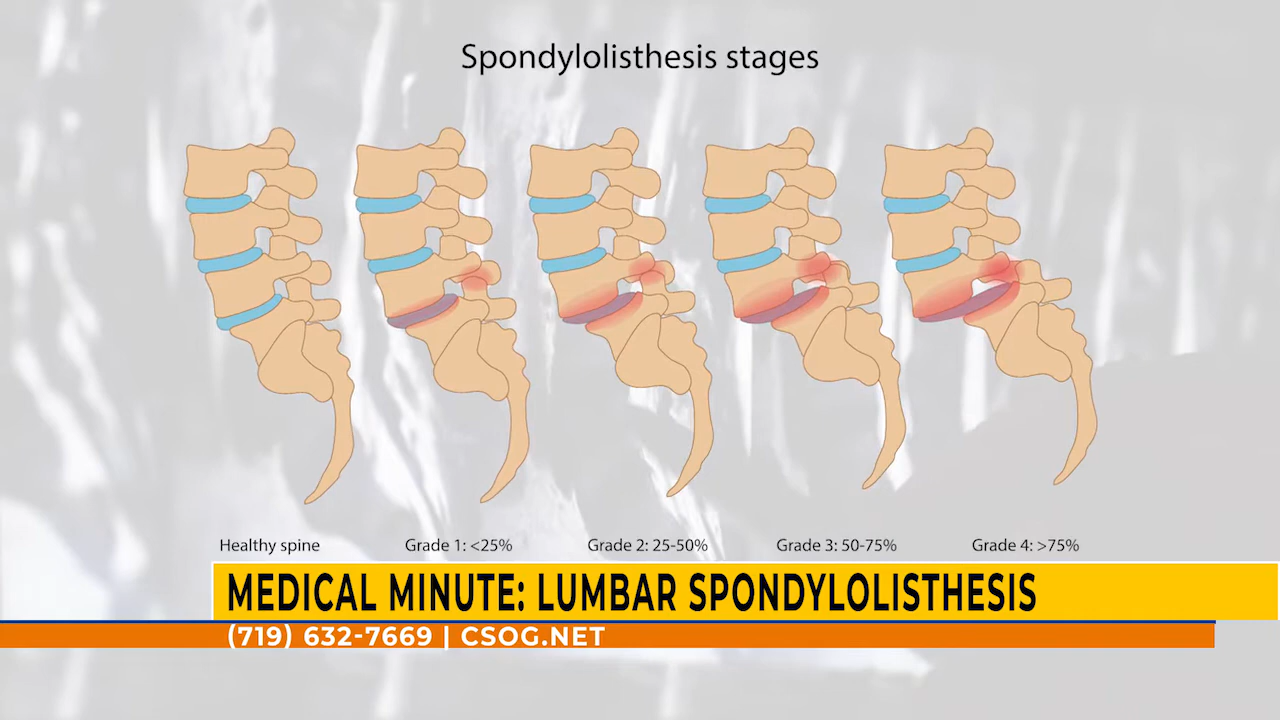 Spondylolisthesis stages
Healthy spine
Grade 1: <25%
Grade 2: 25-50%
Grade 3: 50-75%
Grade 4: >75%
MEDICAL MINUTE: LUMBAR SPONDYLOLISTHESIS
(719) 632-7669 | CSOG.NET